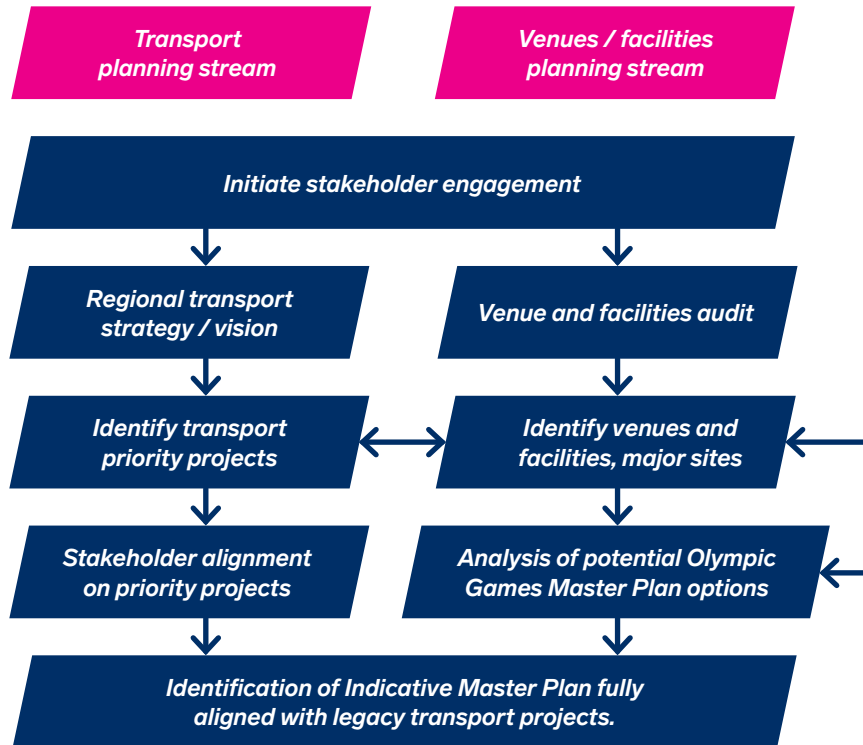 Transport
planning stream
Venues / facilities
planning stream
Initiate stakeholder engagement
Regional transport
strategy / vision
Venue and facilities audit
Identify transport
priority projects
Identify venues and
facilities, major sites
Stakeholder alignment
on priority projects
Analysis of potential Olympic
Games Master Plan options
Identification of Indicative Master Plan fully
aligned with legacy transport projects.